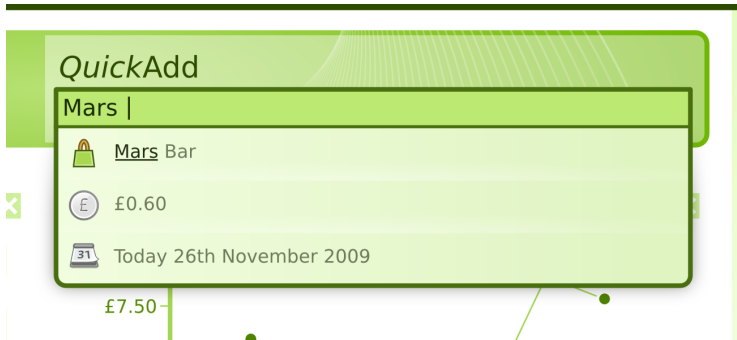 QuickAdd
Mars
Mars Bar
£
£0.60
31
Today 26th November 2009
£7.50